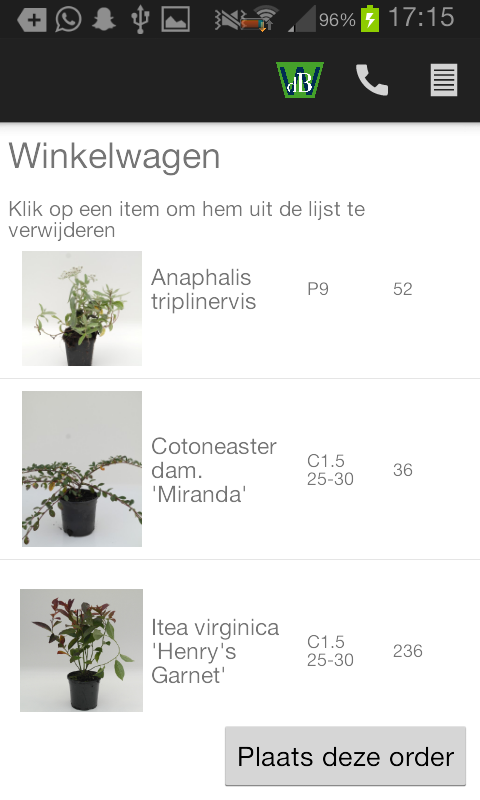 96% 17:15
dB
Winkelwagen
Klik op een item om hem uit de lijst te
verwijderen
Anaphalis
triplinervis
P9
52
Cotoneaster
dam.
'Miranda'
C1.5
25-30
36
Itea virginica
'Henry's
Garnet'
C1.5
25-30
236
Plaats deze order